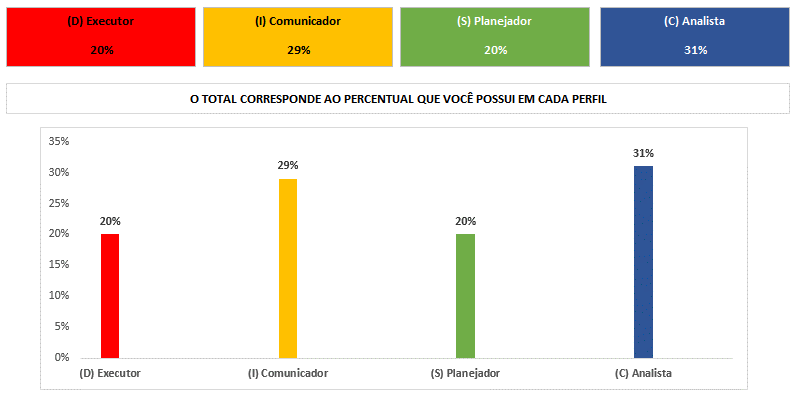 (D) Executor
20%
(I) Comunicador
29%
(S) Planejador
20%
(C) Analista
31%
O TOTAL CORRESPONDE AO PERCENTUAL QUE VOCÊ POSSUI EM CADA PERFIL
35%
30%
25%
20%
15%
10%
5%
0%
20%
29%
20%
31%
(D) Executor
(I) Comunicador
(S) Planejador
(C) Analista